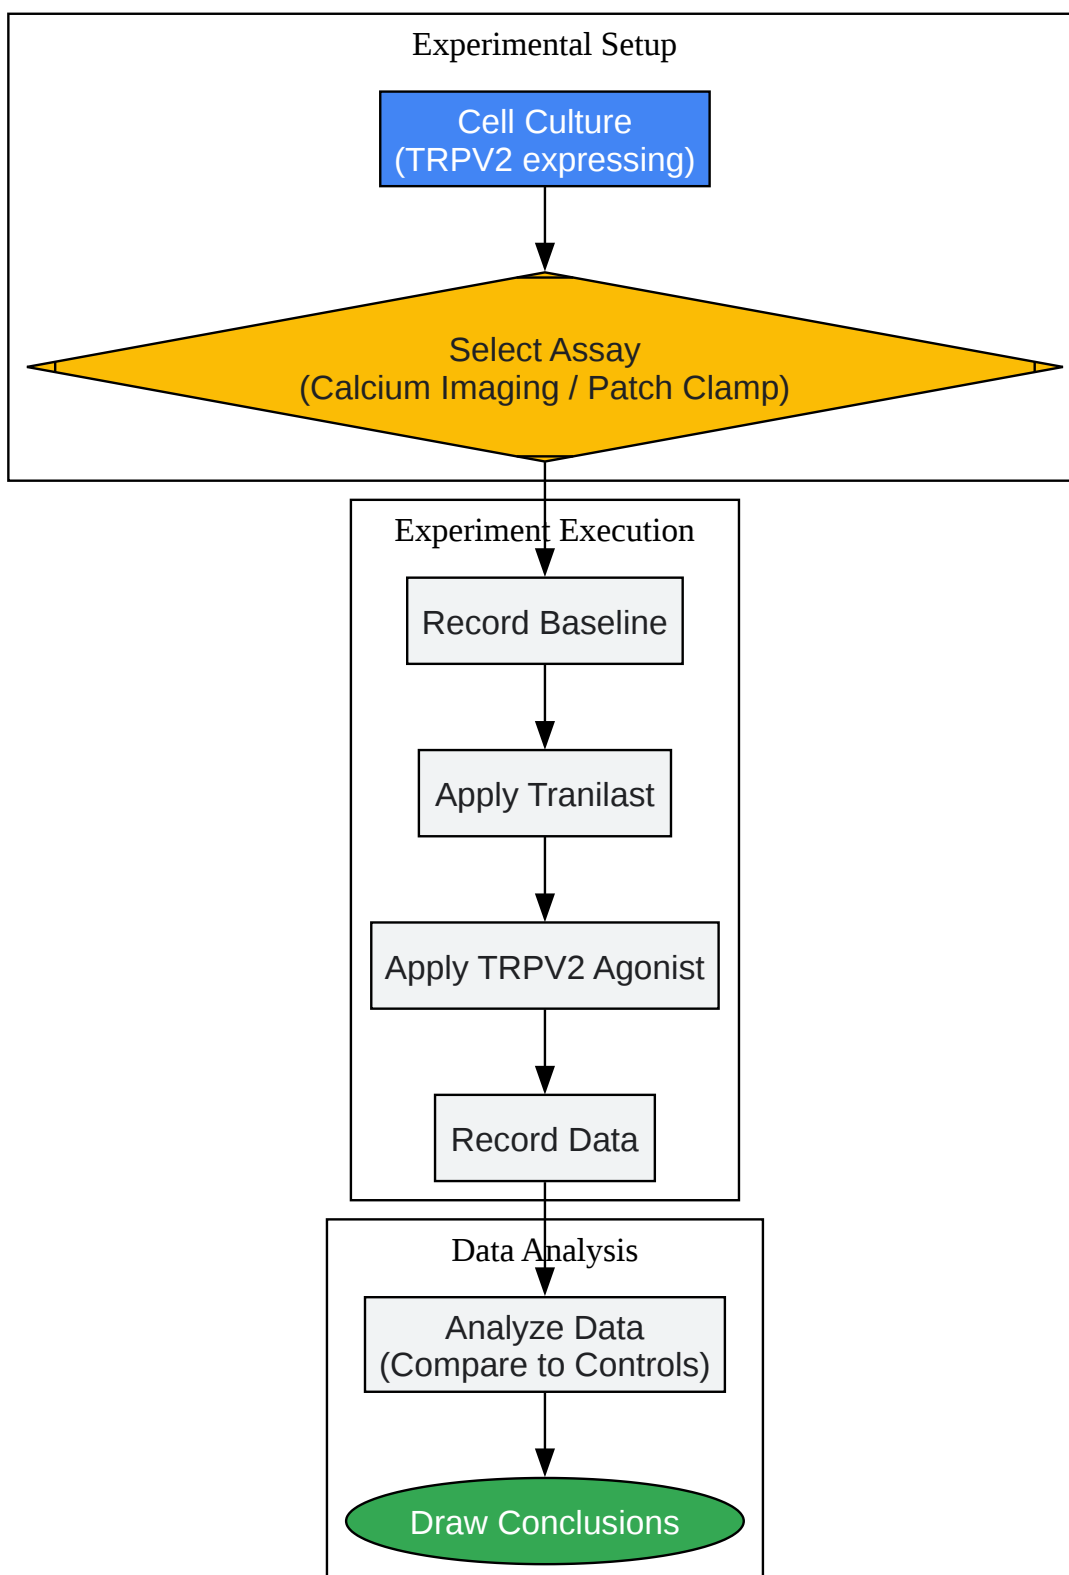 Experimental Setup
Cell Culture
(TRPV2 expressing)
Select Assay
(Calcium Imaging / Patch Clamp)
Experiment Execution
Record Baseline
Apply Tranilast
Apply TRPV2 Agonist
Record Data
Data Analysis
Analyze Data
(Compare to Controls)
Draw Conclusions